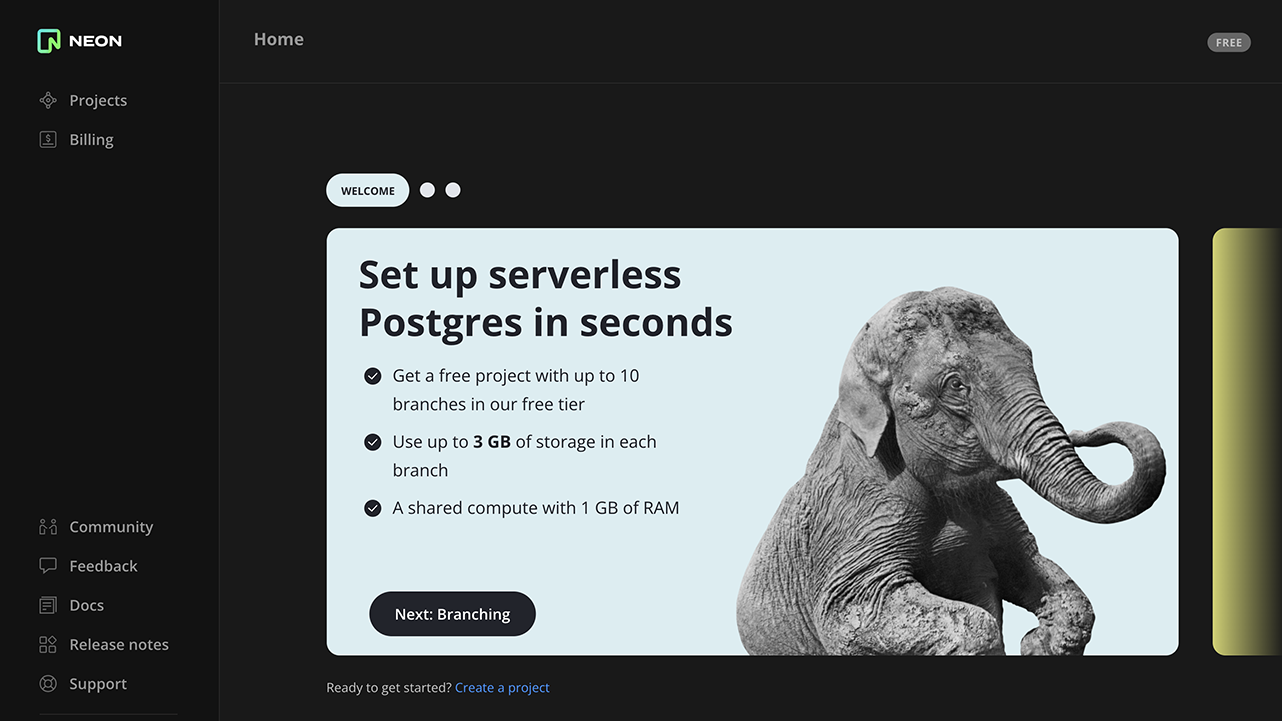 NEON
Projects
Billing
Community
Feedback
Docs
Release notes
Support
Home
FREE
WELCOME
Set up serverless
Postgres in seconds
Get a free project with up to 10
branches in our free tier
Use up to 3 GB of storage in each
branch
A shared compute with 1 GB of RAM
Next: Branching
Ready to get started? Create a project